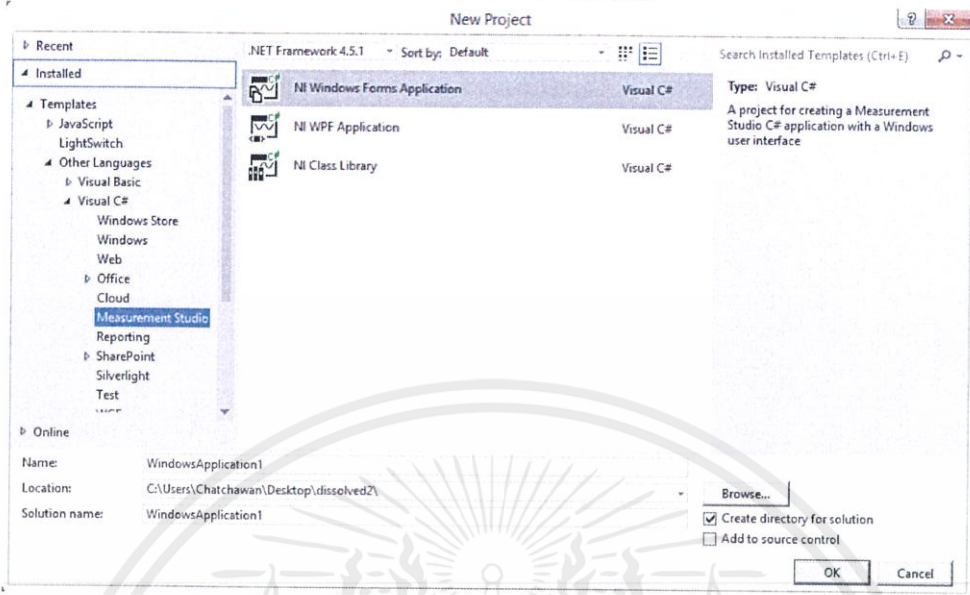 New Project
Recent
Installed
Templates
JavaScript
LightSwitch
Other Languages
Visual Basic
Visual C#
Windows Store
Windows
Web
Office
Cloud
Measurement Studio
Reporting
SharePoint
Silverlight
Test
Online
.NET Framework 4.5.1 Sort by: Default
NI Windows Forms Application Visual C#
NI WPF Application Visual C#
NI Class Library Visual C#
Search Installed Templates (Ctrl+E)
Type: Visual C#
A project for creating a Measurement
Studio C# application with a Windows
user interface
Name: WindowsApplication1
Location: C:\Users\Chatchawan\Desktop\dissolved2\
Solution name: WindowsApplication1
Browse...
Create directory for solution
Add to source control
OK Cancel